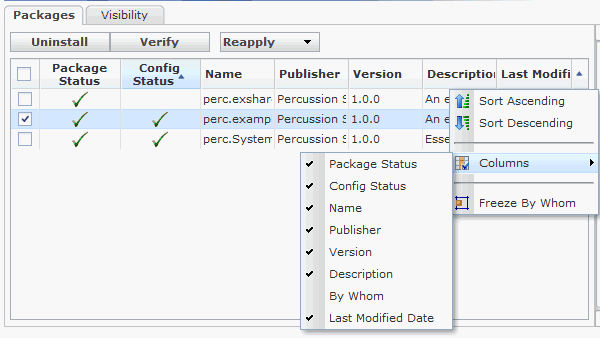 Packages Visibility
Uninstall Verify Reapply
Package Status Config Status Name Publisher Version Description Last Modifi
perc.exshar Percussion S 1.0.0 An e
perc.examp Percussion S 1.0.0 An e
perc.System Percussion S 1.0.0 Esse
Sort Ascending
Sort Descending
Columns
Freeze By Whom
Package Status
Config Status
Name
Publisher
Version
Description
By Whom
Last Modified Date